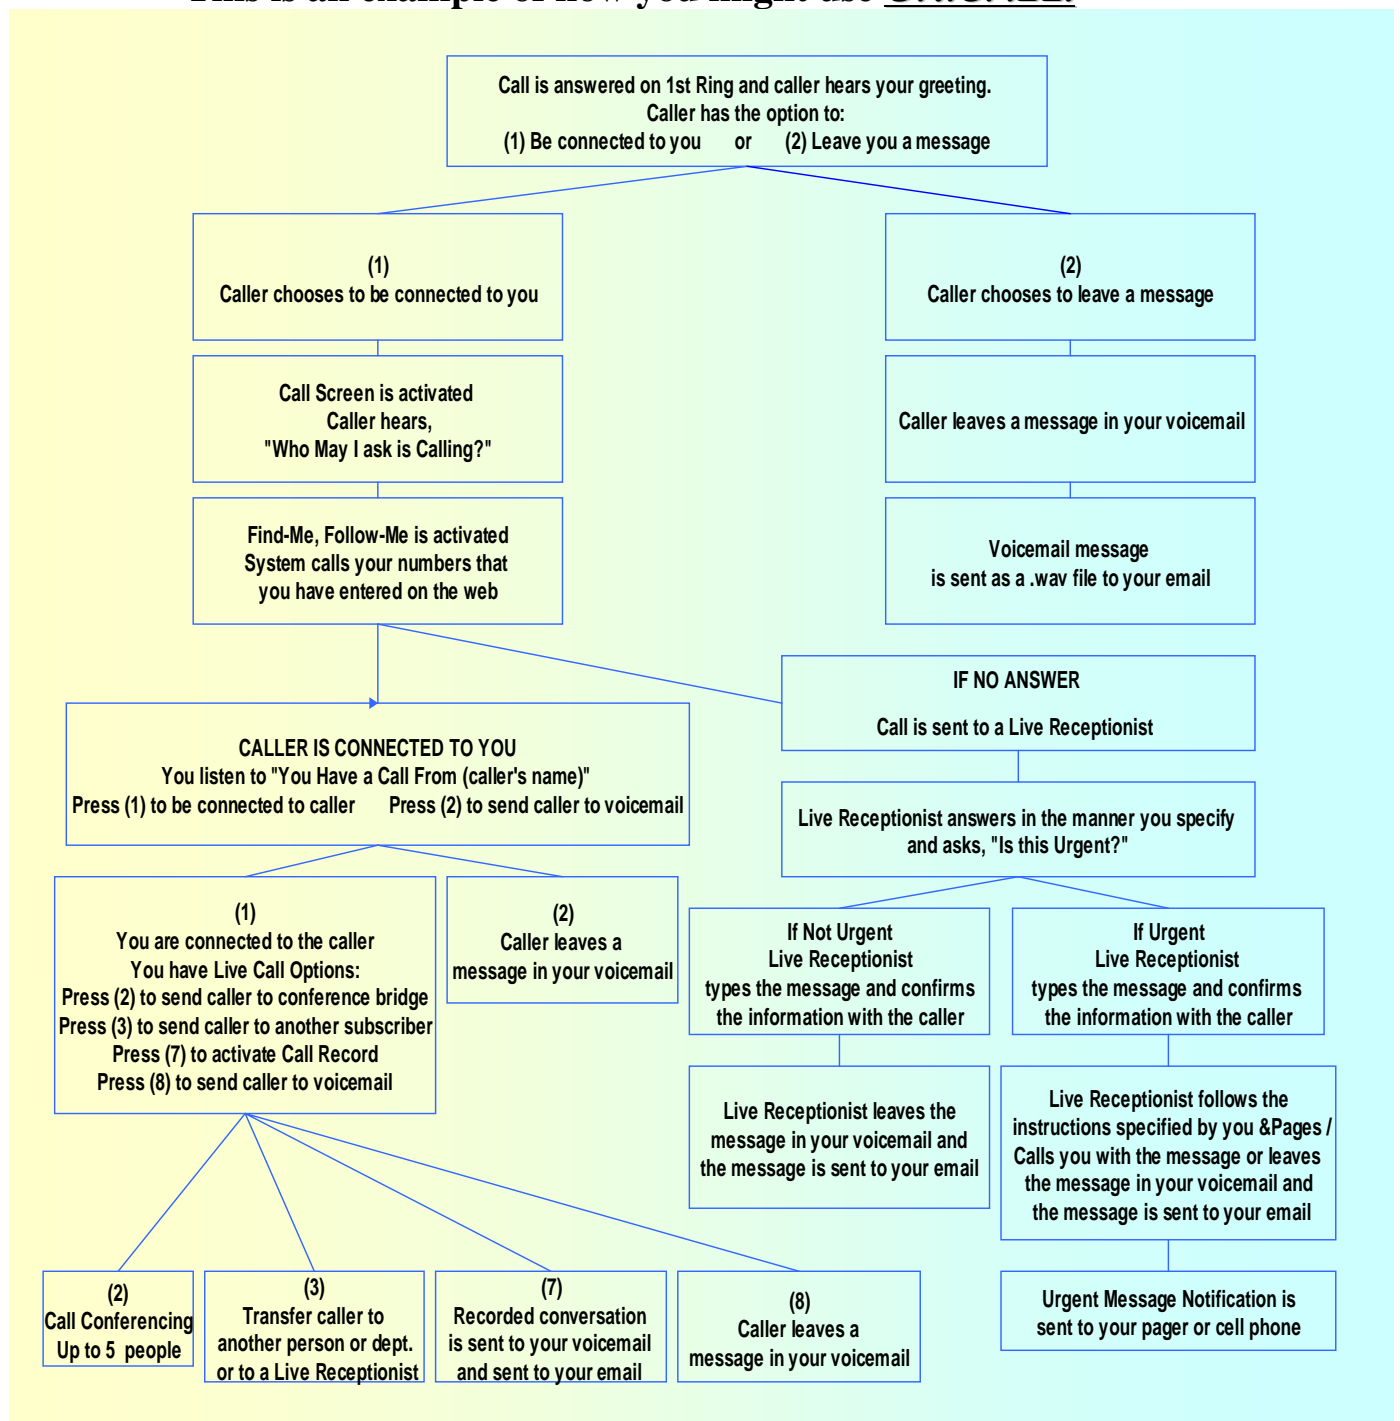 This is an example of how you might use
Call is answered on 1st Ring and caller hears your greeting.
Caller has the option to:
(1) Be connected to you or (2) Leave you a message
(1)
Caller chooses to be connected to you
(2)
Caller chooses to leave a message
Call Screen is activated
Caller hears,
"Who May I ask is Calling?"
Caller leaves a message in your voicemail
Find-Me, Follow-Me is activated
System calls your numbers that
you have entered on the web
Voicemail message
is sent as a .wav file to your email
IF NO ANSWER
Call is sent to a Live Receptionist
CALLER IS CONNECTED TO YOU
You listen to "You Have a Call From (caller's name)"
Press (1) to be connected to caller Press (2) to send caller to voicemail
Live Receptionist answers in the manner you specify
and asks, "Is this Urgent?"
(1)
You are connected to the caller
You have Live Call Options:
Press (2) to send caller to conference bridge
Press (3) to send caller to another subscriber
Press (7) to activate Call Record
Press (8) to send caller to voicemail
(2)
Caller leaves a
message in your voicemail
If Not Urgent
Live Receptionist
types the message and confirms
the information with the caller
If Urgent
Live Receptionist
types the message and confirms
the information with the caller
Live Receptionist leaves the
message in your voicemail and
the message is sent to your email
Live Receptionist follows the
instructions specified by you &Pages /
Calls you with the message or leaves
the message in your voicemail and
the message is sent to your email
(2)
Call Conferencing
Up to 5 people
(3)
Transfer caller to
another person or dept.
or to a Live Receptionist
(7)
Recorded conversation
is sent to your voicemail
and sent to your email
(8)
Caller leaves a
message in your voicemail
Urgent Message Notification is
sent to your pager or cell phone